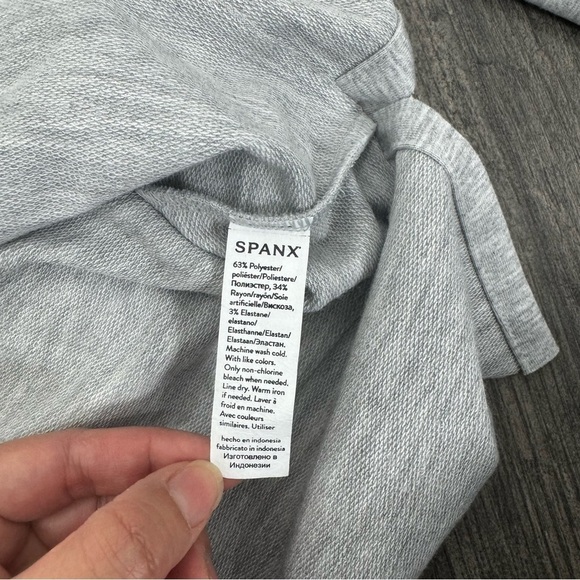 SPANX
63% Polyester/
poliéster/Poliestere/
Полиэстер, 34%
Rayon/rayón/Soie
artificielle/Вискоза,
3% Elastane/
elastano/
Elasthanne/Elastan/
Elastaan/Эластан.
Machine wash cold.
With like colors.
Only non-chlorine
bleach when needed.
Line dry. Warm iron
if needed. Laver à
froid en machine.
Avec couleurs
similaires. Utiliser
hecho en indonesia
fabbricato in indonesia
Изготовлено в
Индонезии